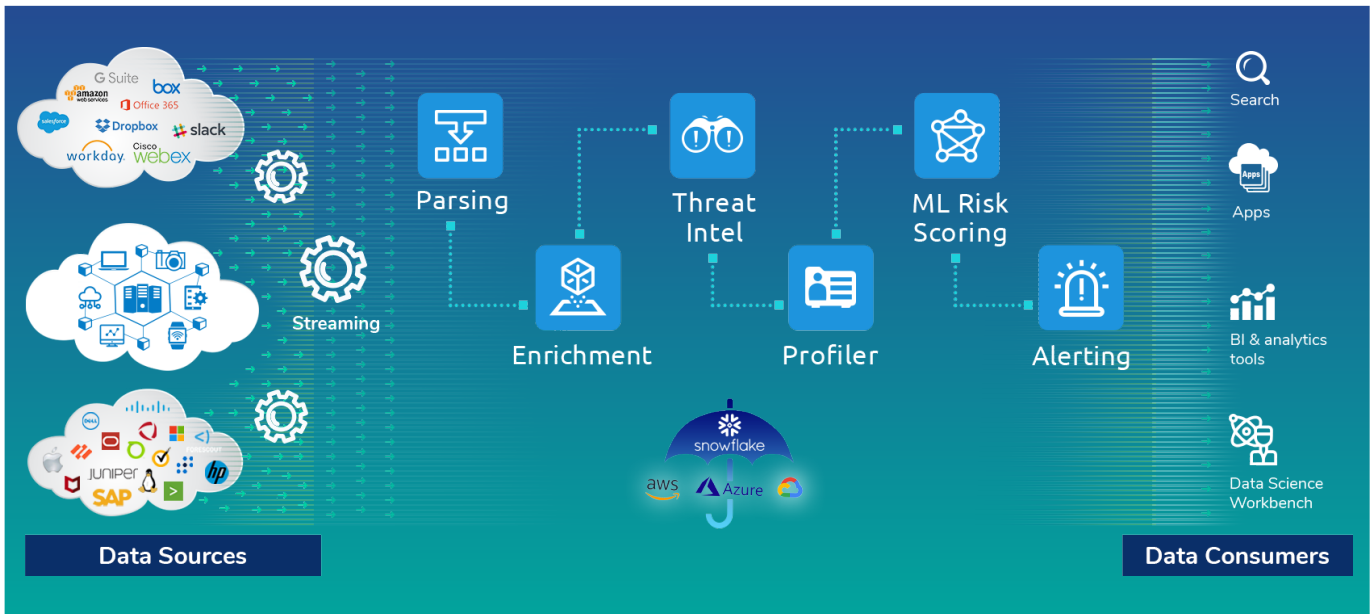 G Suite
amazon
web services
box
Office 365
salesforce
Dropbox
slack
workday.
Cisco
webex
Streaming
DELL
JUNIPER
hp
SAP
Data Sources
Parsing
Enrichment
Threat
Intel
Profiler
ML Risk
Scoring
Alerting
snowflake
aws
Azure
Search
Apps
Apps
BI & analytics
tools
Data Science
Workbench
Data Consumers